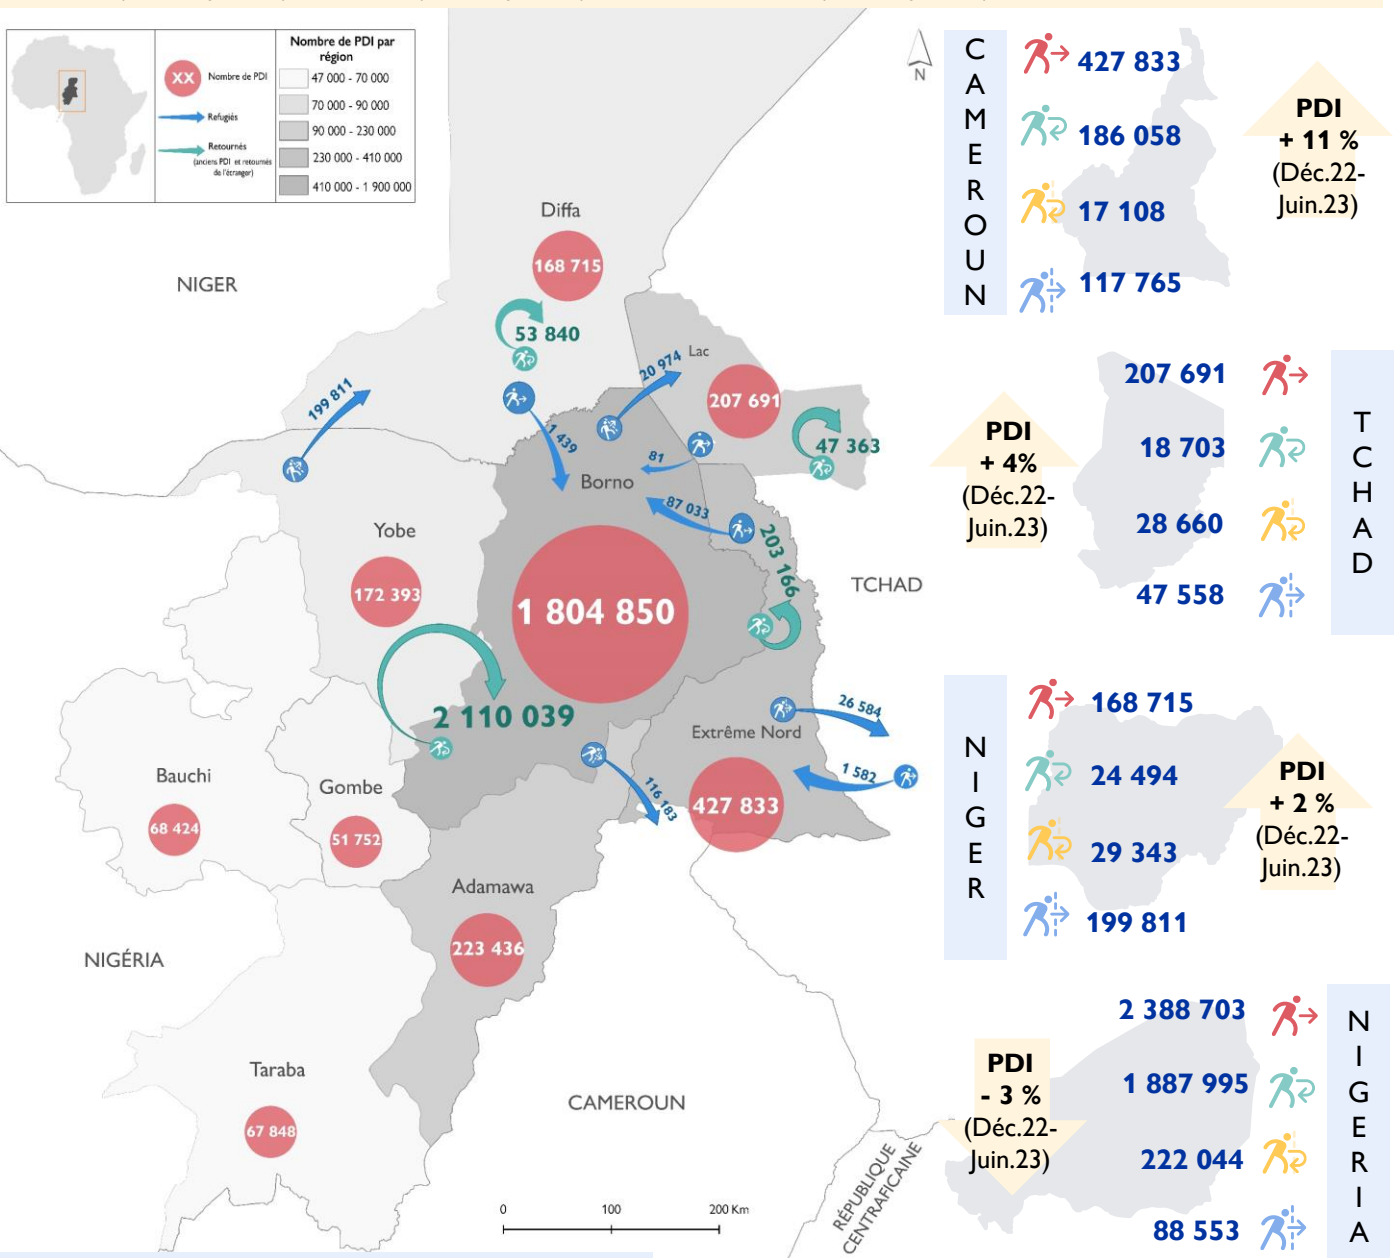 XX
Nombre de PDI
Refugiés
Retournés
(anciens PDI et retournés
de l'étranger)
Nombre de PDI par
région
47 000 - 70 000
70 000 - 90 000
90 000 - 230 000
230 000 - 410 000
410 000 - 1 900 000
N
NIGER
Diffa
168 715
53 840
199 811
1 439
20 974
Lac
207 691
47 363
81
Borno
87 033
203 166
Yobe
172 393
1 804 850
TCHAD
2 110 039
26 584
Extrême Nord
1 582
427 833
116 183
Bauchi
68 424
Gombe
51 752
Adamawa
223 436
NIGÉRIA
Taraba
67 848
CAMEROUN
RÉPUBLIQUE
CENTRAFICAINE
0 100 200 Km
CAMEROUN
427 833
186 058
17 108
117 765
PDI
+ 11 %
(Déc.22-
Juin.23)
TCHAD
207 691
18 703
28 660
47 558
PDI
+ 4%
(Déc.22-
Juin.23)
NIGER
168 715
24 494
29 343
199 811
PDI
+ 2 %
(Déc.22-
Juin.23)
NIGERIA
2 388 703
1 887 995
222 044
88 553
PDI
- 3 %
(Déc.22-
Juin.23)